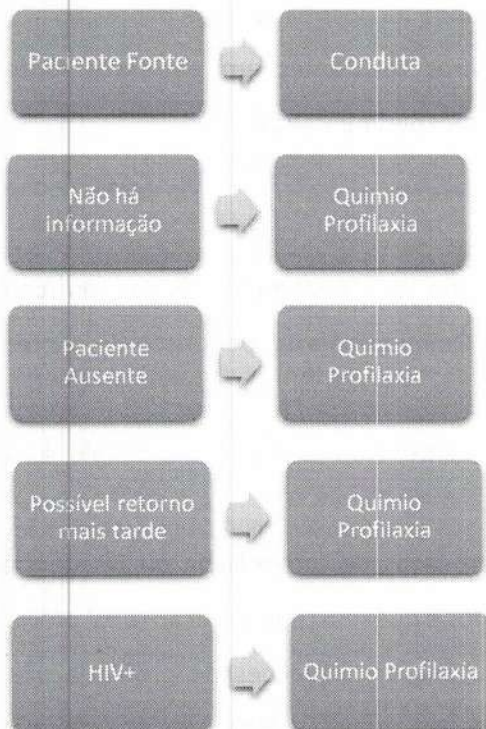 Paciente Fonte
Conduta
Não há
informação
Quimio
Profilaxia
Paciente
Ausente
Quimio
Profilaxia
Possível retorno
mais tarde
Quimio
Profilaxia
HIV+
Quimio Profilaxia